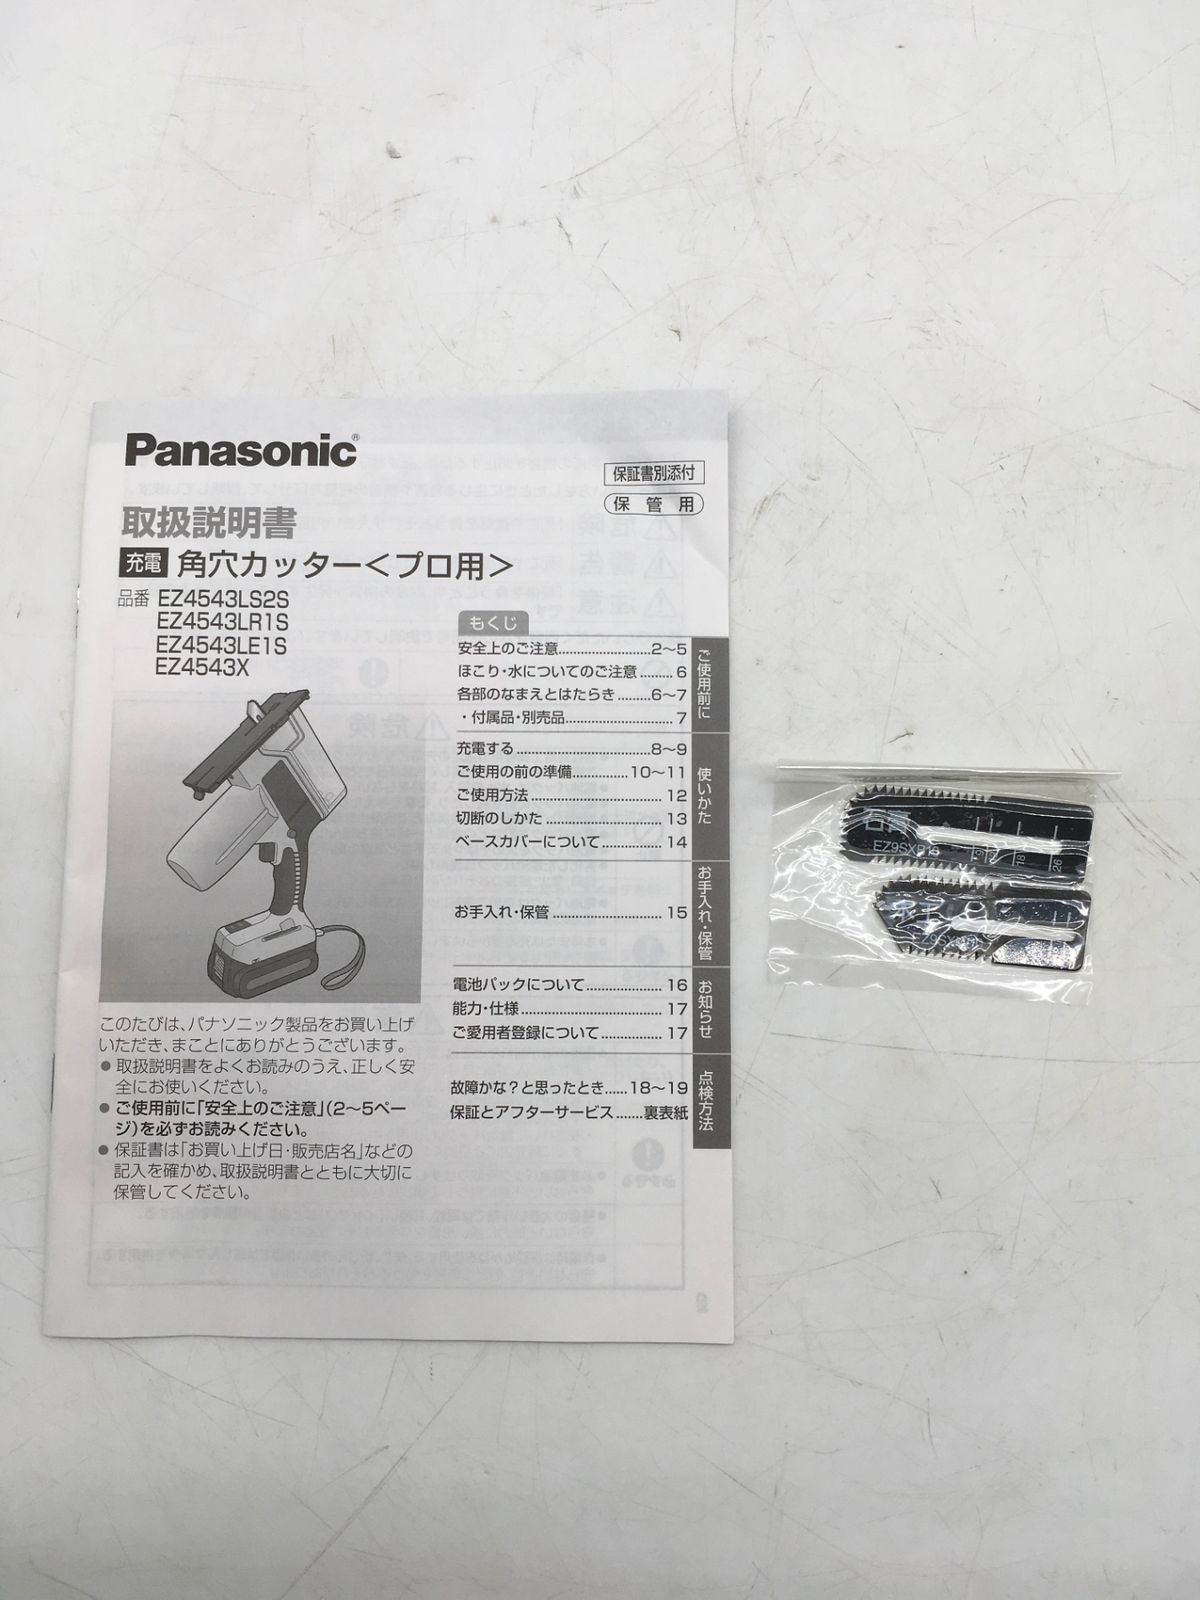 Panasonic®
保証書別添付
保管用
取扱説明書
充電 角穴カッター<プロ用>
品番 EZ4543LS2S
EZ4543LR1S
EZ4543LE1S
EZ4543X
もくじ
安全上のご注意......................2～5
ほこり・水についてのご注意........6
各部のなまえとはたらき.........6～7
・付属品・別売品.........................7
ご使用前に
充電する...............................8～9
ご使用の前の準備.............10～11
ご使用方法...............................12
切断のしかた............................13
ベースカバーについて...............14
使いかた
お手入れ・保管..........................15
お手入れ・保管
電池パックについて..................16
能力・仕様.................................17
ご愛用者登録について..............17
お知らせ
故障かな？と思ったとき......18～19
保証とアフターサービス.......裏表紙
点検方法
このたびは、パナソニック製品をお買い上げ
いただき、まことにありがとうございます。
●取扱説明書をよくお読みのうえ、正しく安
全にお使いください。
●ご使用前に「安全上のご注意」(2～5ペー
ジ)を必ずお読みください。
●保証書は「お買い上げ日・販売店名」などの
記入を確かめ、取扱説明書とともに大切に
保管してください。
石膏
18
26